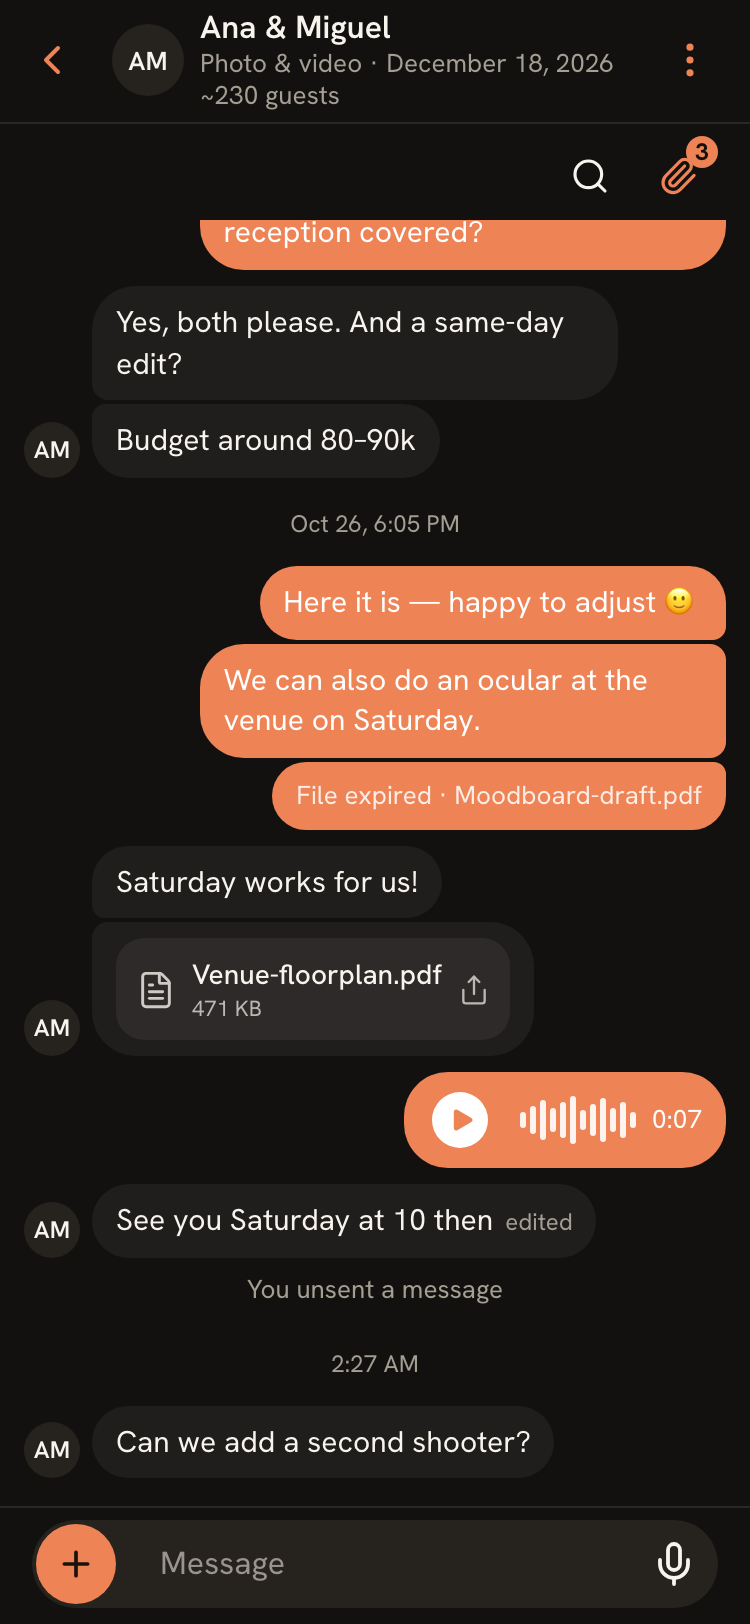 Ana & Miguel
AM
Photo & video · December 18, 2026
~230 guests
3
reception covered?
Yes, both please. And a same-day
edit?
AM
Budget around 80–90k
Oct 26, 6:05 PM
Here it is — happy to adjust 🙂
We can also do an ocular at the
venue on Saturday.
File expired · Moodboard-draft.pdf
Saturday works for us!
Venue-floorplan.pdf
471 KB
AM
0:07
AM
See you Saturday at 10 then edited
You unsent a message
2:27 AM
AM
Can we add a second shooter?
Message